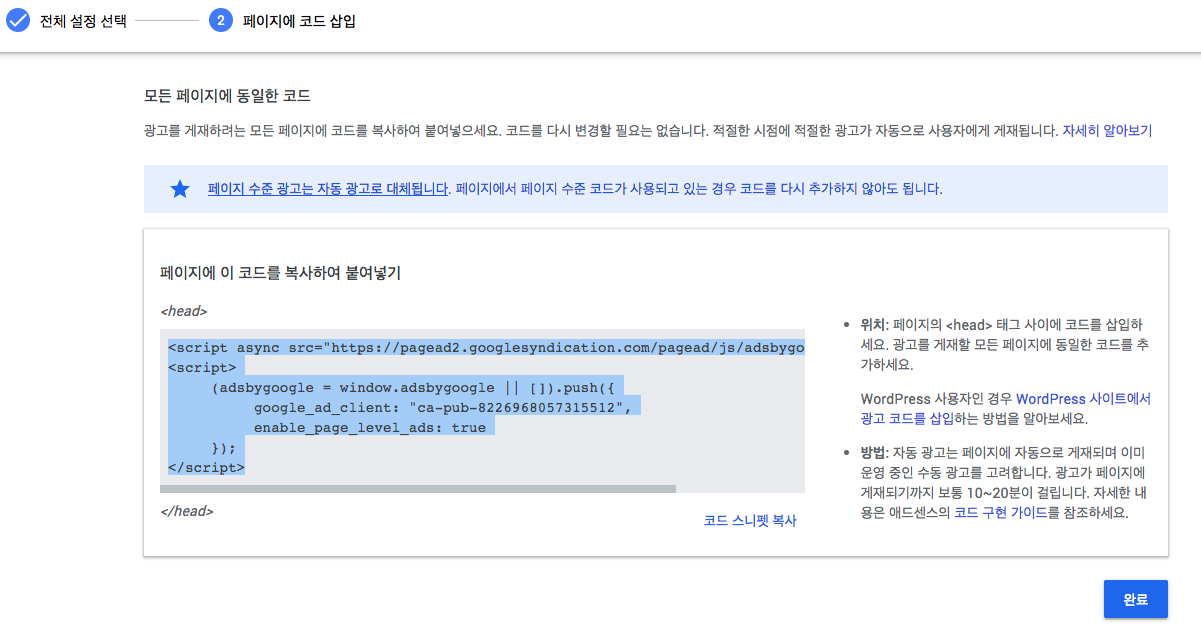 전체 설정 선택
2 페이지에 코드 삽입
모든 페이지에 동일한 코드
광고를 게재하려는 모든 페이지에 코드를 복사하여 붙여넣으세요. 코드를 다시 변경할 필요는 없습니다. 적절한 시점에 적절한 광고가 자동으로 사용자에게 게재됩니다. 자세히 알아보기
페이지 수준 광고는 자동 광고로 대체됩니다. 페이지에서 페이지 수준 코드가 사용되고 있는 경우 코드를 다시 추가하지 않아도 됩니다.
페이지에 이 코드를 복사하여 붙여넣기
<head>
<script async src="https://pagead2.googlesyndication.com/pagead/js/adsbygo
<script>
(adsbygoogle = window.adsbygoogle || []).push({
google_ad_client: "ca-pub-8226968057315512",
enable_page_level_ads: true
});
</script>
</head>
코드 스니펫 복사
• 위치: 페이지의 <head> 태그 사이에 코드를 삽입하
세요. 광고를 게재할 모든 페이지에 동일한 코드를 추
가하세요.
WordPress 사용자인 경우 WordPress 사이트에서
광고 코드를 삽입하는 방법을 알아보세요.
• 방법: 자동 광고는 페이지에 자동으로 게재되며 이미
운영 중인 수동 광고를 고려합니다. 광고가 페이지에
게재되기까지 보통 10~20분이 걸립니다. 자세한 내
용은 애드센스의 코드 구현 가이드를 참조하세요.
완료